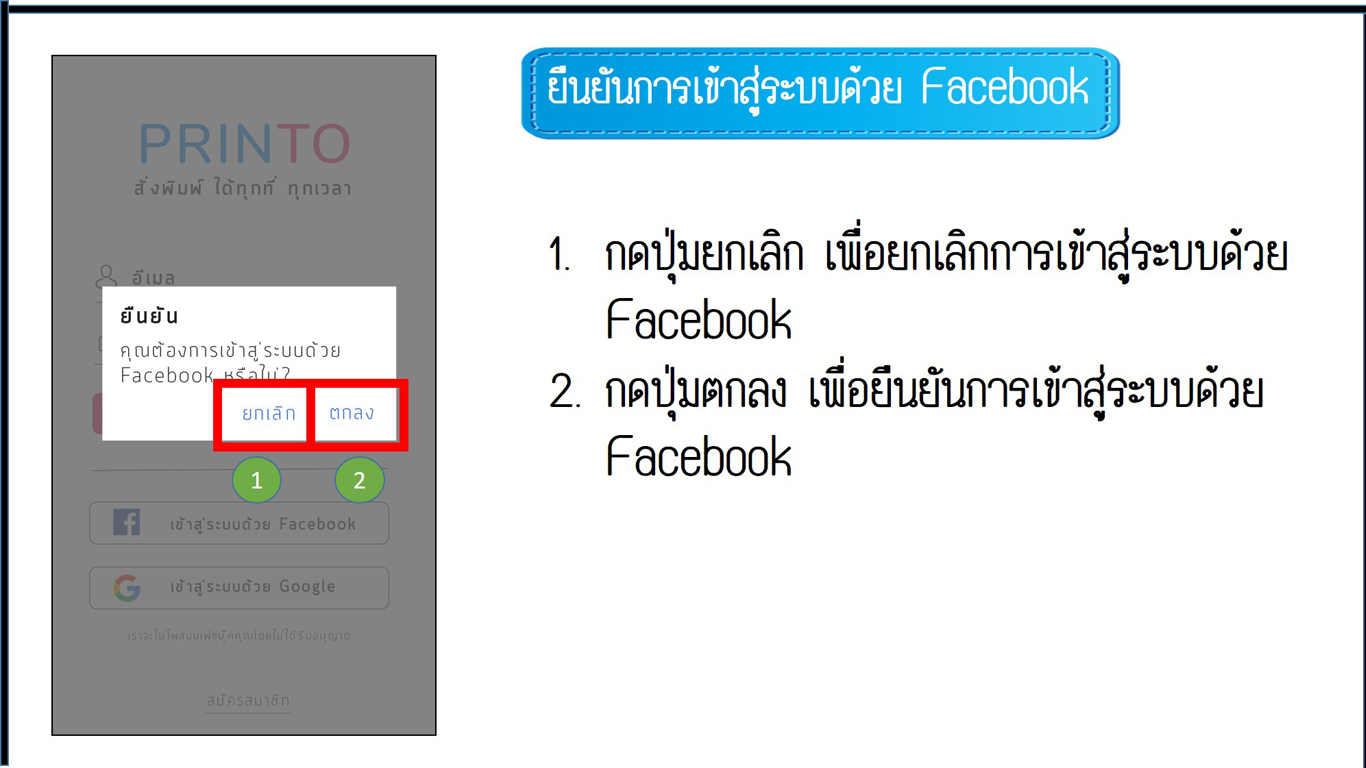 PRINTO
สั่งพิมพ์ ได้ทุกที่ ทุกเวลา
อีเมล
ยืนยัน
คุณต้องการเข้าสู่ระบบด้วย
Facebook หรือไม่?
ยกเลิก ตกลง
1 2
เข้าสู่ระบบด้วย Facebook
เข้าสู่ระบบด้วย Google
เราจะไม่โพสบนเฟซบุ๊คคุณโดยไม่ได้รับอนุญาต
สมัครสมาชิก
ยืนยันการเข้าสู่ระบบด้วย Facebook
1. กดปุ่มยกเลิก เพื่อยกเลิกการเข้าสู่ระบบด้วย
Facebook
2. กดปุ่มตกลง เพื่อยืนยันการเข้าสู่ระบบด้วย
Facebook